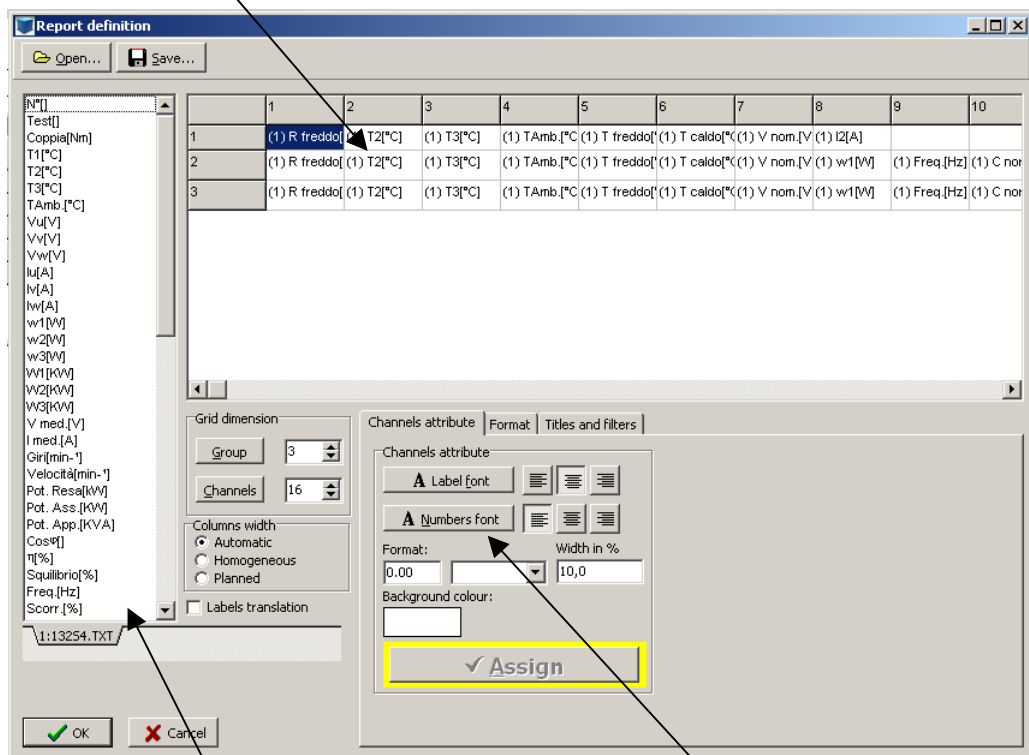 Report definition
Open... Save...
N°[]
Test[]
Coppia[Nm]
T1[°C]
T2[°C]
T3[°C]
TAmb.[°C]
Vu[V]
Vv[V]
Vw[V]
Iu[A]
Iv[A]
Iw[A]
w1[W]
w2[W]
w3[W]
W1[KW]
W2[KW]
W3[KW]
V med.[V]
I med.[A]
Giri[min-¹]
Velocità[min-¹]
Pot. Resa[kW]
Pot. Ass.[KW]
Pot. App.[KVA]
Cosφ[]
η[%]
Squilibrio[%]
Freq.[Hz]
Scorr.[%]
1:13254.TXT
1 2 3 4 5 6 7 8 9 10
1 (1) R freddo[ (1) T2[°C] (1) T3[°C] (1) TAmb.[°C (1) T freddo[° (1) T caldo[°C (1) V nom.[V (1) I2[A]
2 (1) R freddo[ (1) T2[°C] (1) T3[°C] (1) TAmb.[°C (1) T freddo[° (1) T caldo[°C (1) V nom.[V (1) w1[W] (1) Freq.[Hz] (1) C nor
3 (1) R freddo[ (1) T2[°C] (1) T3[°C] (1) TAmb.[°C (1) T freddo[° (1) T caldo[°C (1) V nom.[V (1) w1[W] (1) Freq.[Hz] (1) C nor
Grid dimension
Group 3
Channels 16
Columns width
Automatic
Homogeneous
Planned
Labels translation
Channels attribute Format Titles and filters
Channels attribute
A Label font
A Numbers font
Format: Width in %
0.00 10,0
Background colour:
Assign
OK Cancel